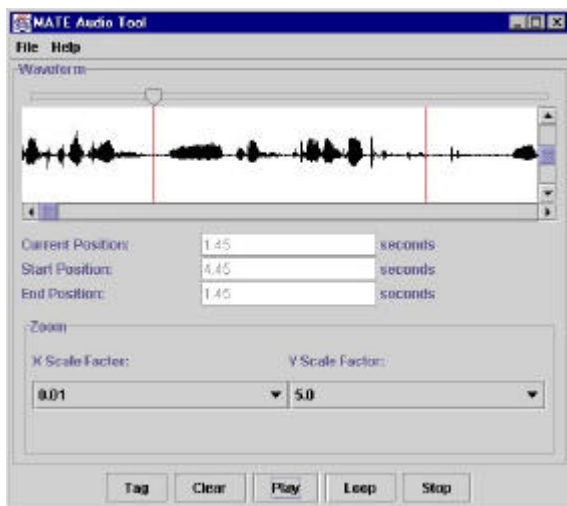 MATE Audio Tool
File Help
Waveform
Current Position: 1.45 seconds
Start Position: 4.45 seconds
End Position: 1.45 seconds
Zoom
X Scale Factor: Y Scale Factor:
0.01 5.0
Tag Clear Play Loop Stop